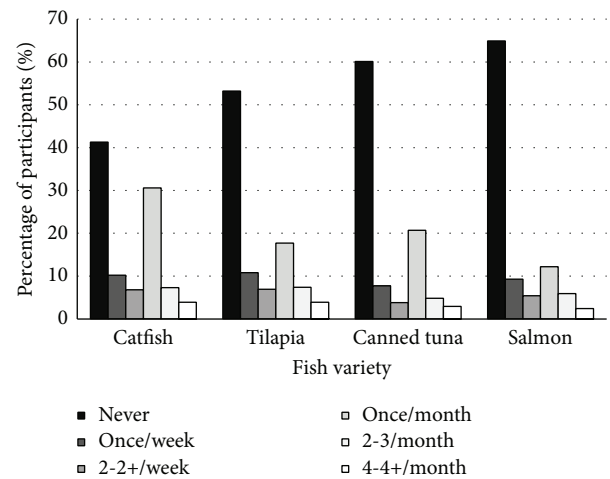 Percentage of participants (%)
70
60
50
40
30
20
10
0
Catfish Tilapia Canned tuna Salmon
Fish variety
Never
Once/week
2-2+/week
Once/month
2-3/month
4-4+/month